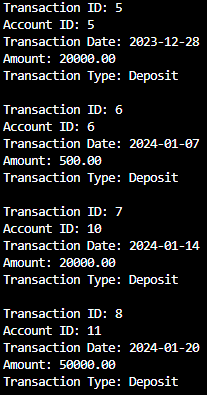 Transaction ID: 5
Account ID: 5
Transaction Date: 2023-12-28
Amount: 20000.00
Transaction Type: Deposit
Transaction ID: 6
Account ID: 6
Transaction Date: 2024-01-07
Amount: 500.00
Transaction Type: Deposit
Transaction ID: 7
Account ID: 10
Transaction Date: 2024-01-14
Amount: 20000.00
Transaction Type: Deposit
Transaction ID: 8
Account ID: 11
Transaction Date: 2024-01-20
Amount: 50000.00
Transaction Type: Deposit